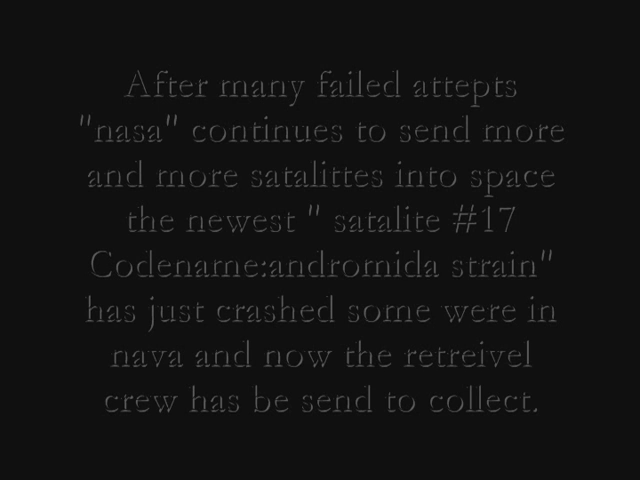 After many failed attepts
"nasa" continues to send more
and more satalittes into space
the newest " satalite #17
Codename:andromida strain"
has just crashed some were in
nava and now the retreivel
crew has be send to collect.